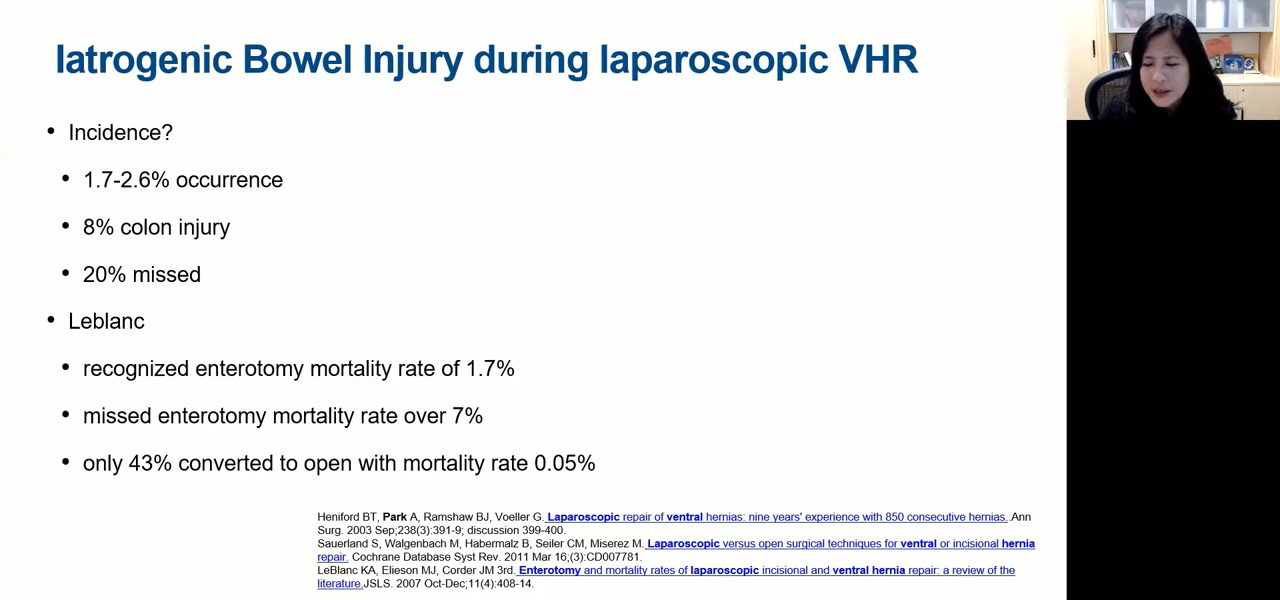 Iatrogenic Bowel Injury during laparoscopic VHR
• Incidence?
• 1.7-2.6% occurrence
• 8% colon injury
• 20% missed
• Leblanc
• recognized enterotomy mortality rate of 1.7%
• missed enterotomy mortality rate over 7%
• only 43% converted to open with mortality rate 0.05%
Heniford BT, Park A, Ramshaw BJ, Voeller G. Laparoscopic repair of ventral hernias: nine years' experience with 850 consecutive hernias. Ann
Surg. 2003 Sep;238(3):391-9; discussion 399-400.
Sauerland S, Walgenbach M, Habermalz B, Seiler CM, Miserez M. Laparoscopic versus open surgical techniques for ventral or incisional hernia
repair. Cochrane Database Syst Rev. 2011 Mar 16;(3):CD007781.
LeBlanc KA, Elieson MJ, Corder JM 3rd. Enterotomy and mortality rates of laparoscopic incisional and ventral hernia repair: a review of the
literature.JSLS. 2007 Oct-Dec;11(4):408-14.